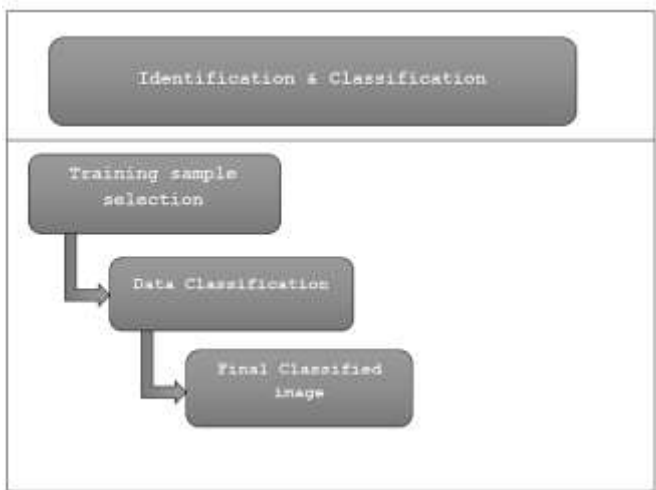 Identification & Classification
Training sample
selection
Data Classification
Final Classified
image